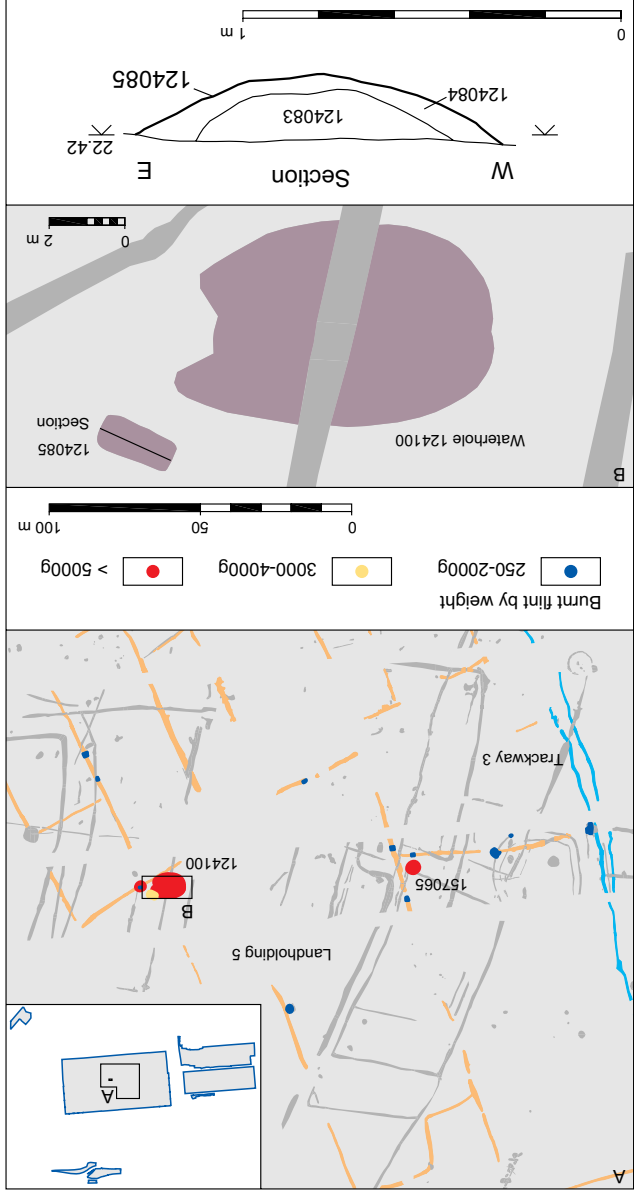 A
A
Landholding 5
B
157065
124100
Trackway 3
Burnt flint by weight
250-2000g
3000-4000g
> 5000g
0 50 100 m
B
Waterhole 124100
124085
Section
0 2 m
Section
W E
22.42
124083
124084
124085
0 1 m